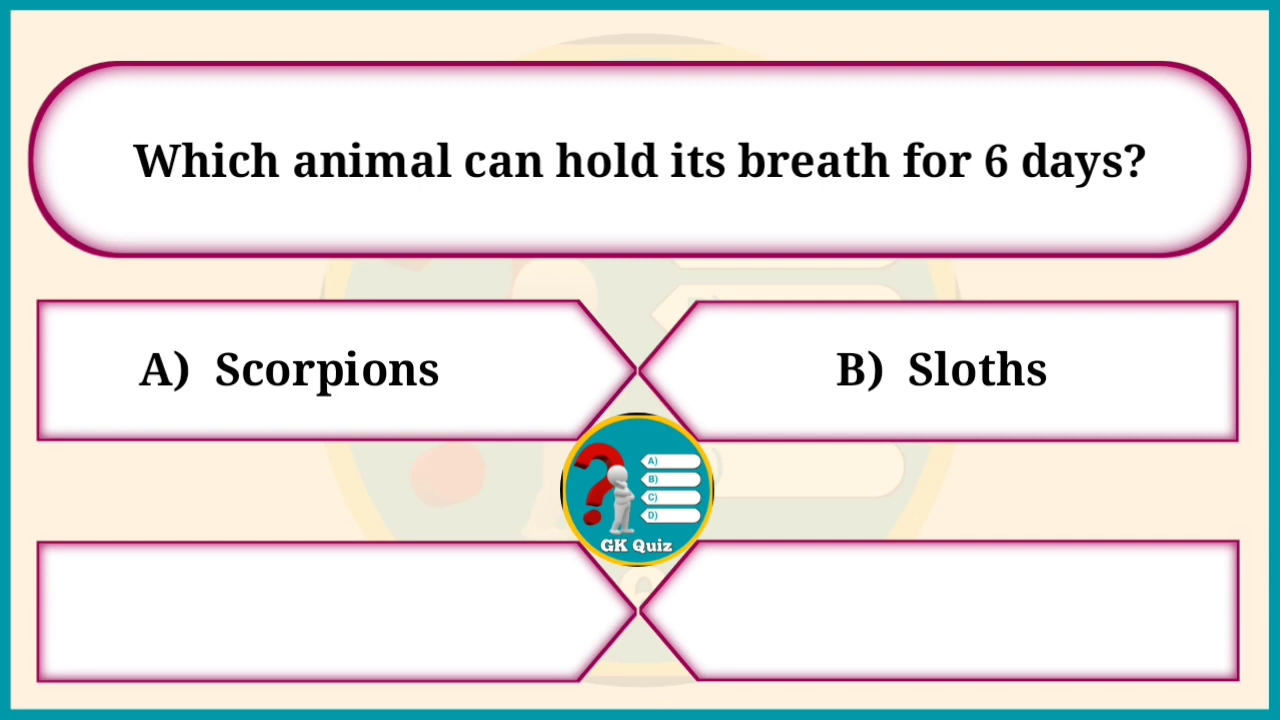 Which animal can hold its breath for 6 days?
A) Scorpions
B) Sloths
A)
B)
C)
D)
GK Quiz